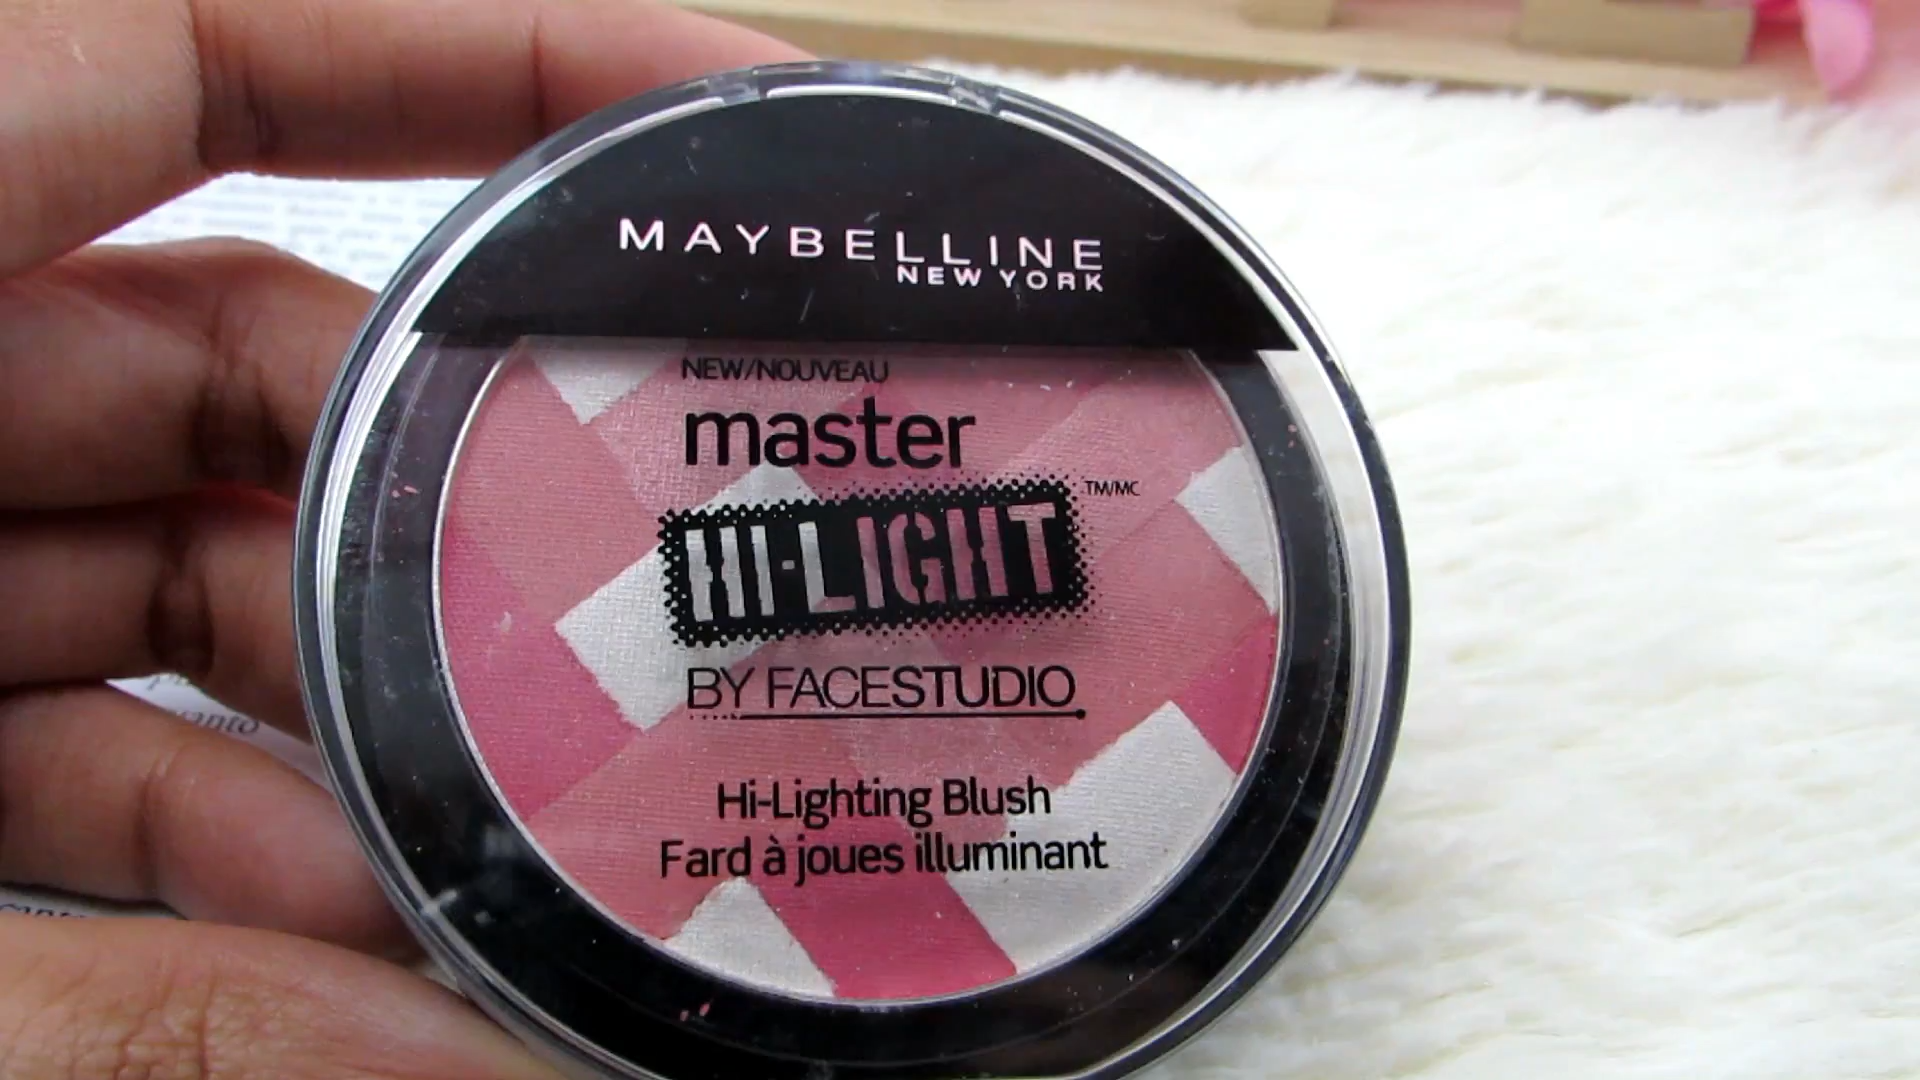 MAYBELLINE
NEW YORK
NEW/NOUVEAU
master
HI-LIGHT TM/MC
BY FACESTUDIO
Hi-Lighting Blush
Fard à joues illuminant